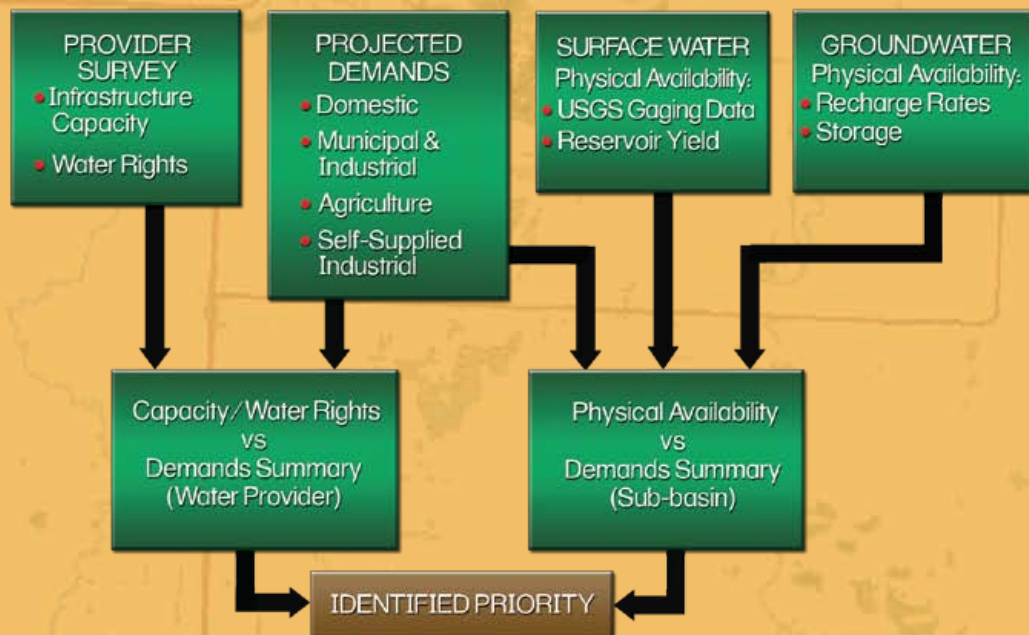 PROVIDER
SURVEY
• Infrastructure
Capacity
• Water Rights
PROJECTED
DEMANDS
• Domestic
• Municipal &
Industrial
• Agriculture
• Self-Supplied
Industrial
SURFACE WATER
Physical Availability:
• USGS Gaging Data
• Reservoir Yield
GROUNDWATER
Physical Availability:
• Recharge Rates
• Storage
Capacity/Water Rights
vs
Demands Summary
(Water Provider)
Physical Availability
vs
Demands Summary
(Sub-basin)
IDENTIFIED PRIORITY